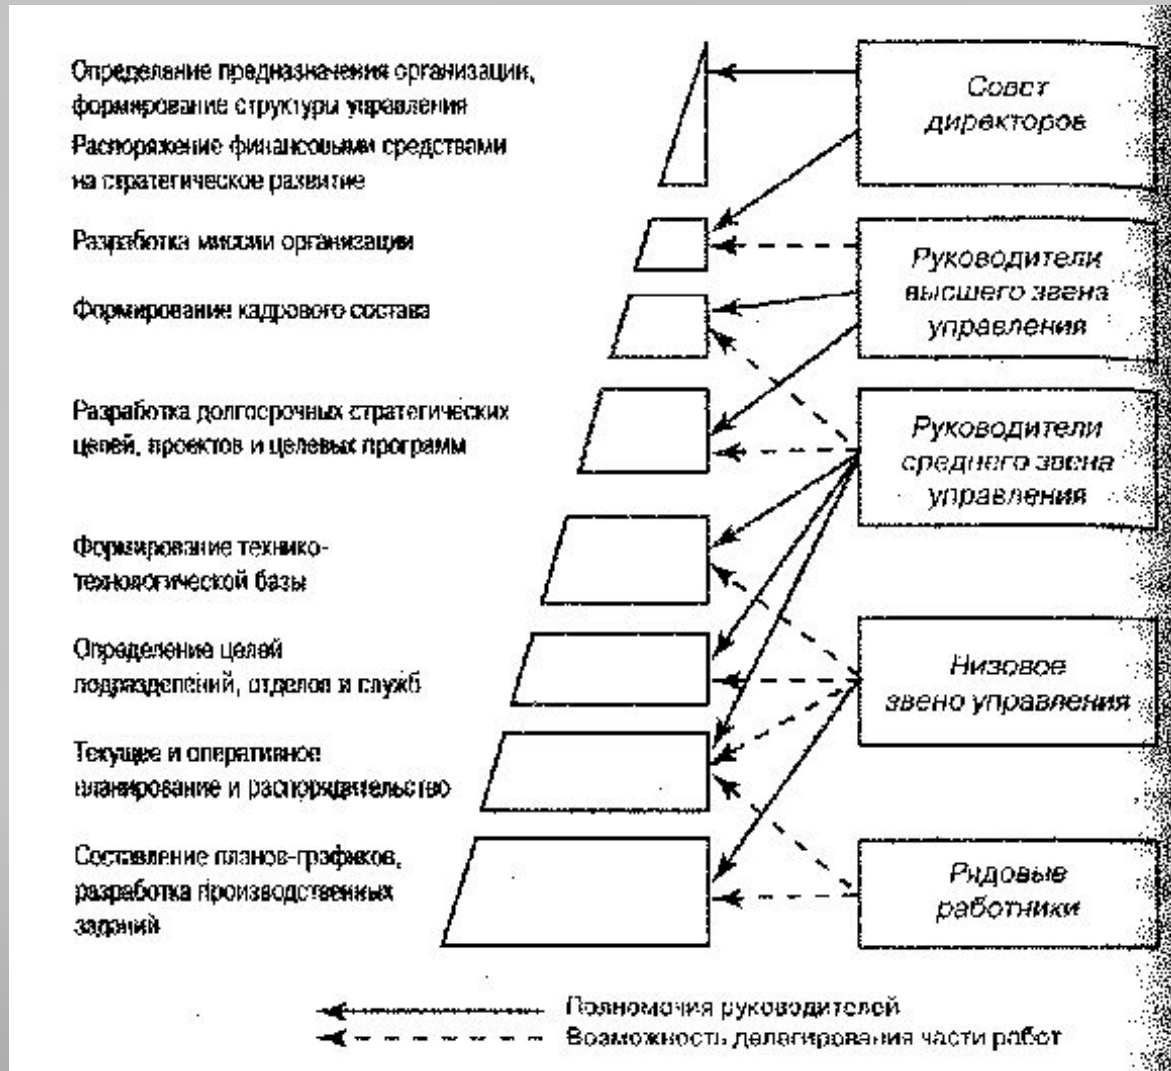 Определение предназначения организации,
формирование структуры управления
Распоряжение финансовыми средствами
на стратегическое развитие
Разработка миссии организации
Формирование кадрового состава
Разработка долгосрочных стратегических
целей, проектов и целевых программ
Формирование технико-
технологической базы
Определение целей
подразделений, отделов и служб
Текущее и оперативное
планирование и распорядительство
Составление планов-графиков,
разработка производственных
заданий
Совет
директоров
Руководители
высшего звена
управления
Руководители
среднего звена
управления
Низовое
звено управления
Рядовые
работники
Полномочия руководителей
Возможность делегирования части работ